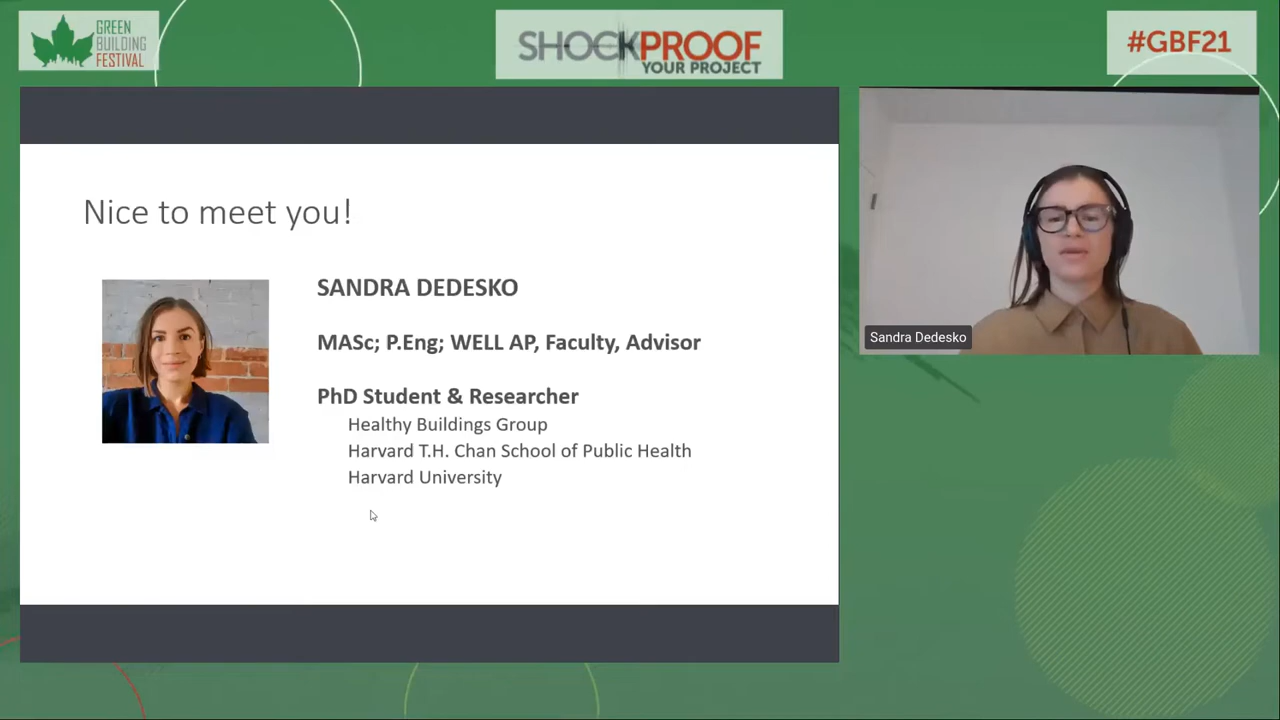 GREEN
BUILDING
FESTIVAL
SHOCKPROOF
YOUR PROJECT
#GBF21
Nice to meet you!
SANDRA DEDESKO
MASc; P.Eng; WELL AP, Faculty, Advisor
PhD Student & Researcher
Healthy Buildings Group
Harvard T.H. Chan School of Public Health
Harvard University
Sandra Dedesko